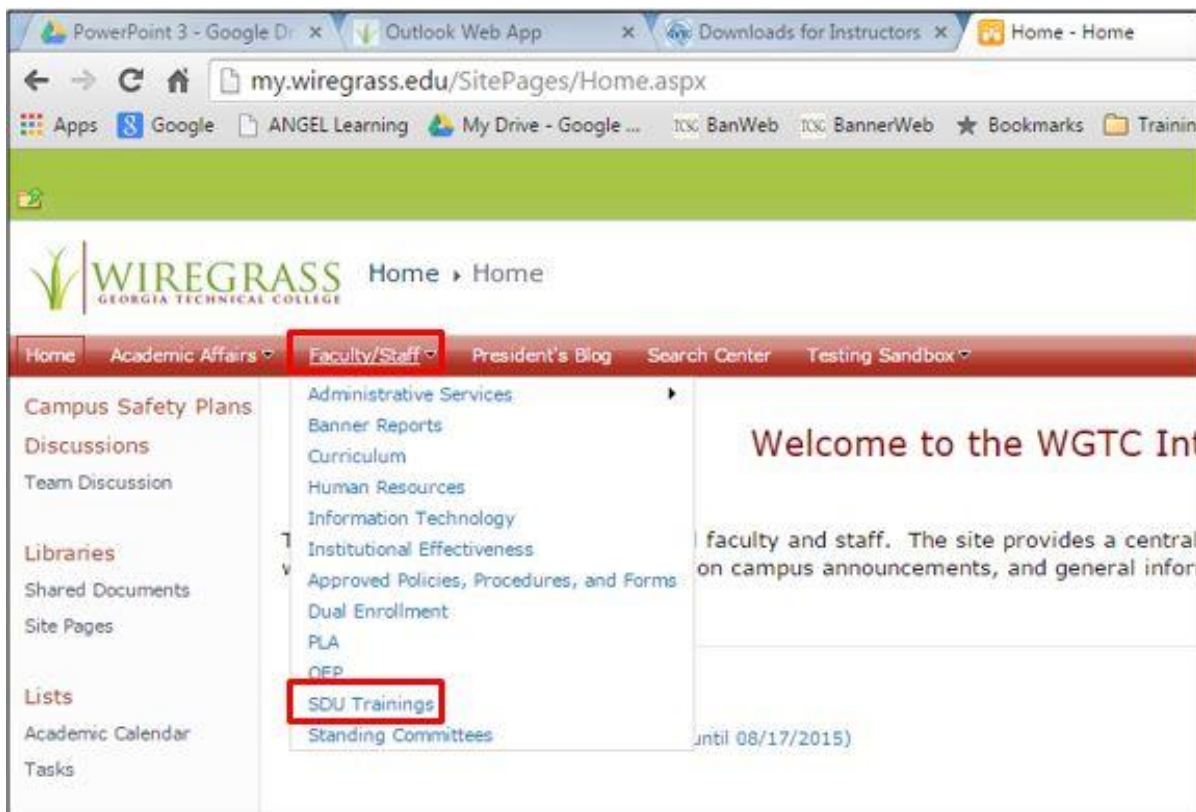 PowerPoint 3 - Google Dr
Outlook Web App
Downloads for Instructors
Home - Home
my.wiregrass.edu/SitePages/Home.aspx
Apps Google ANGEL Learning My Drive - Google ... BanWeb BannerWeb Bookmarks Trainin
WIREGRASS
GEORGIA TECHNICAL COLLEGE
Home Home
Home Academic Affairs Faculty/Staff President's Blog Search Center Testing Sandbox
Campus Safety Plans
Discussions
Team Discussion
Libraries
Shared Documents
Site Pages
Lists
Academic Calendar
Tasks
Administrative Services
Banner Reports
Curriculum
Human Resources
Information Technology
Institutional Effectiveness
Approved Policies, Procedures, and Forms
Dual Enrollment
PLA
QEP
SDU Trainings
Standing Committees
Welcome to the WGTC Int
faculty and staff. The site provides a central
on campus announcements, and general infor
until 08/17/2015)